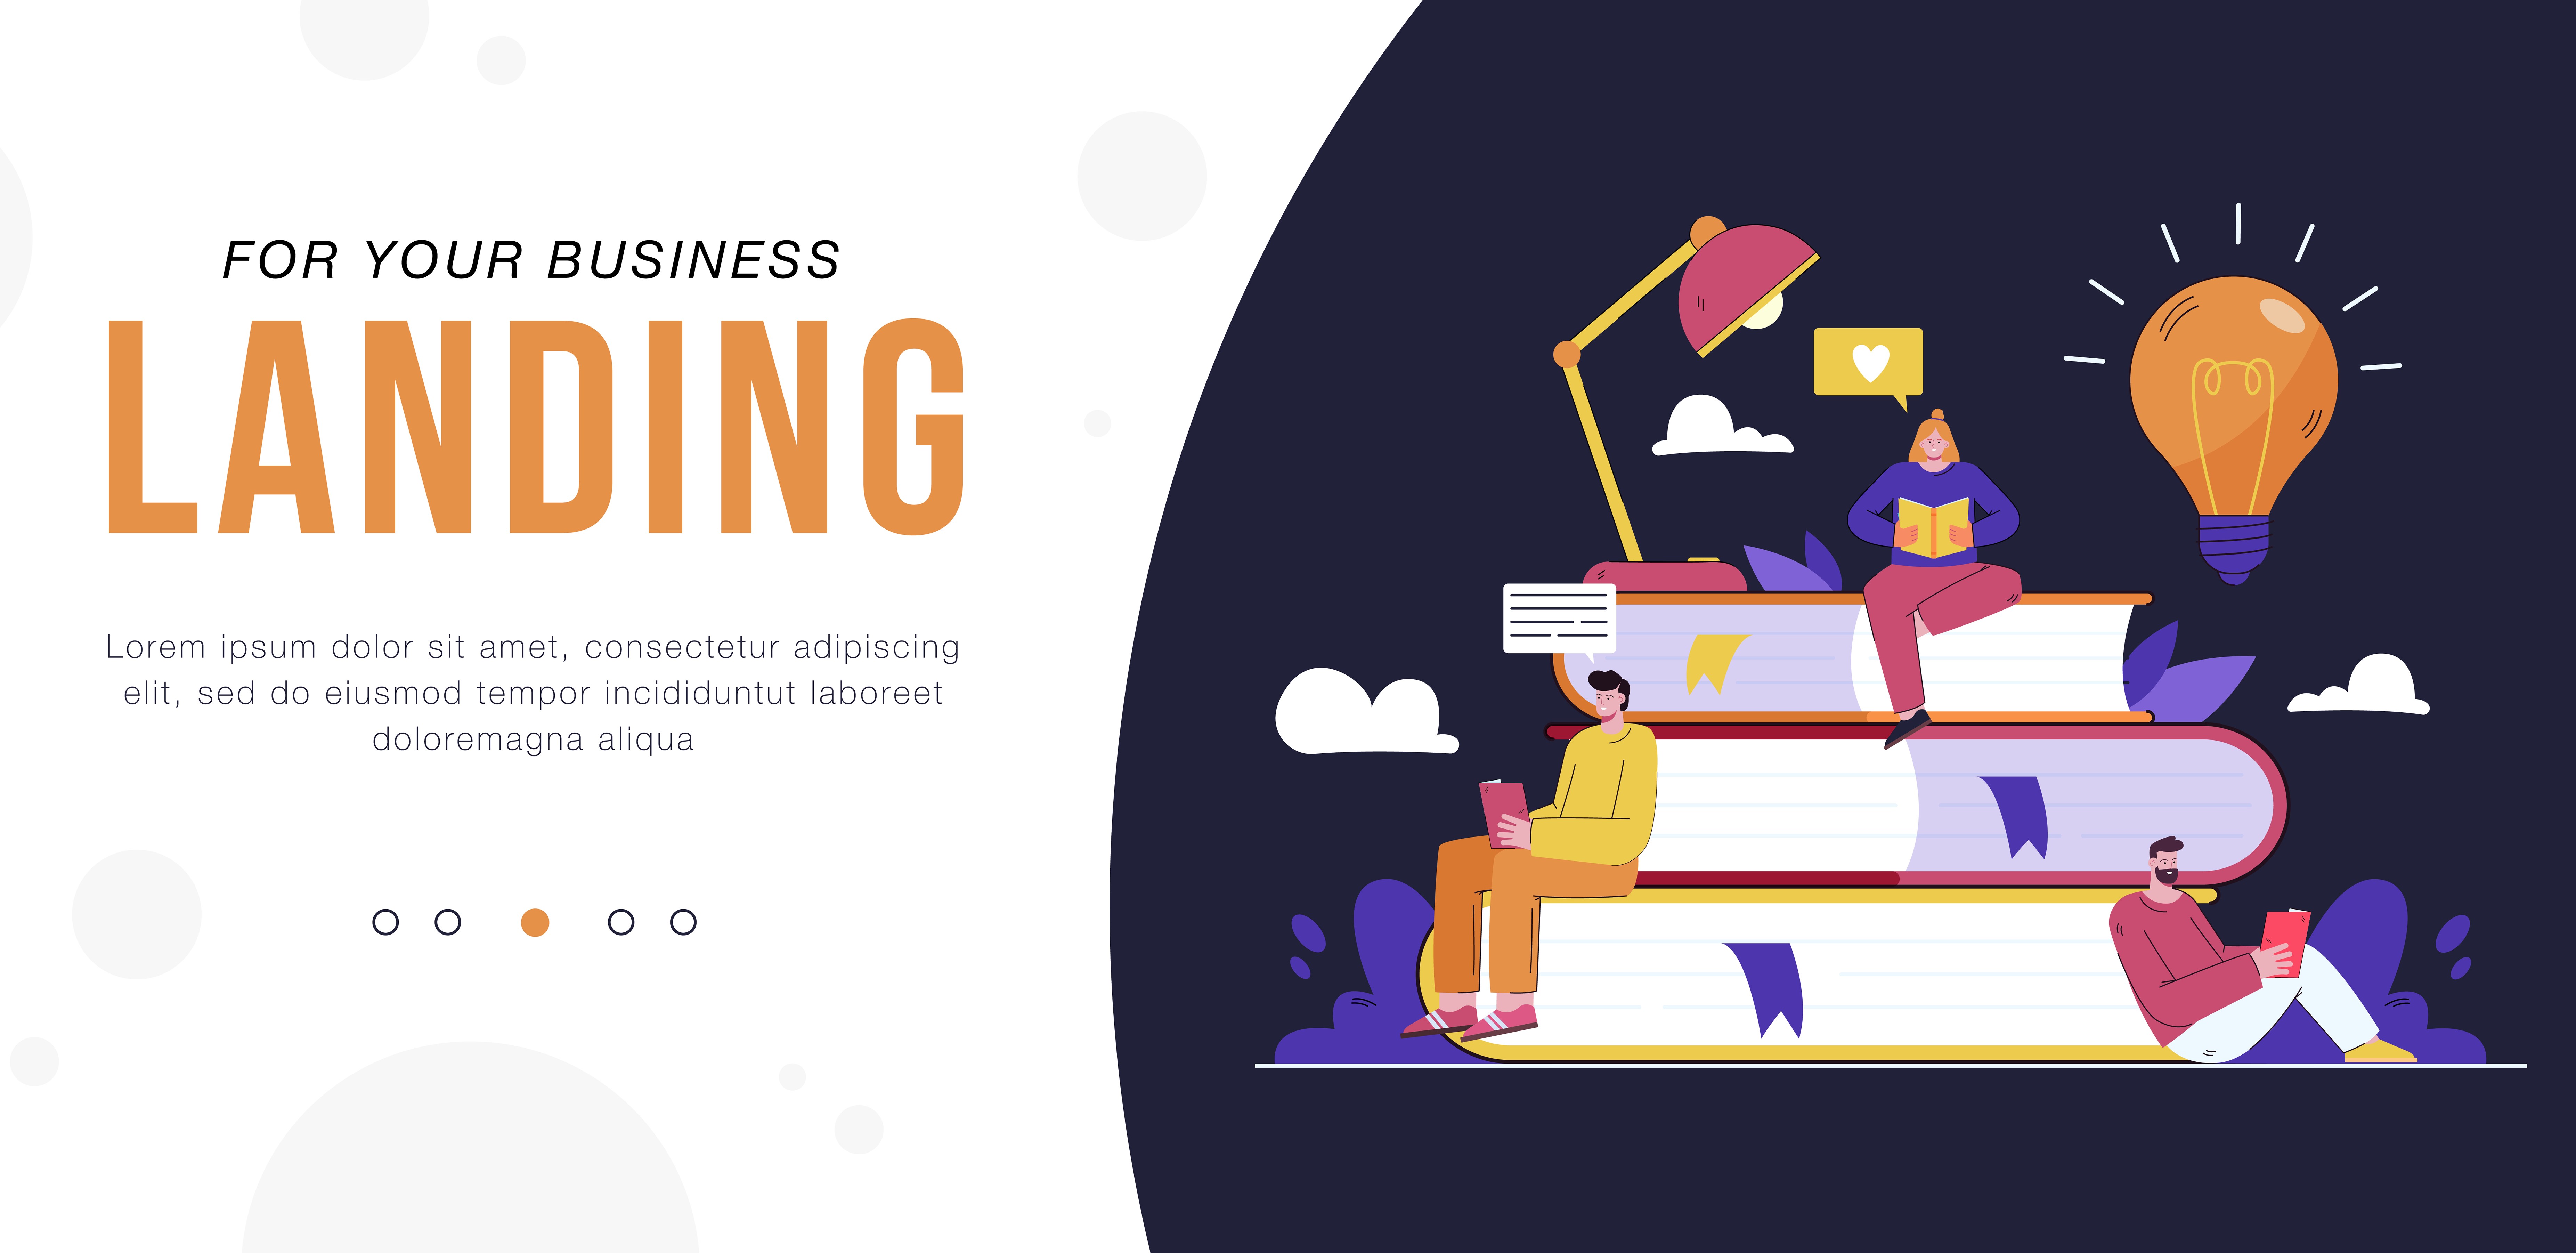 FOR YOUR BUSINESS
LANDING
Lorem ipsum dolor sit amet, consectetur adipiscing
elit, sed do eiusmod tempor incididuntut laboreet
doloremagna aliqua